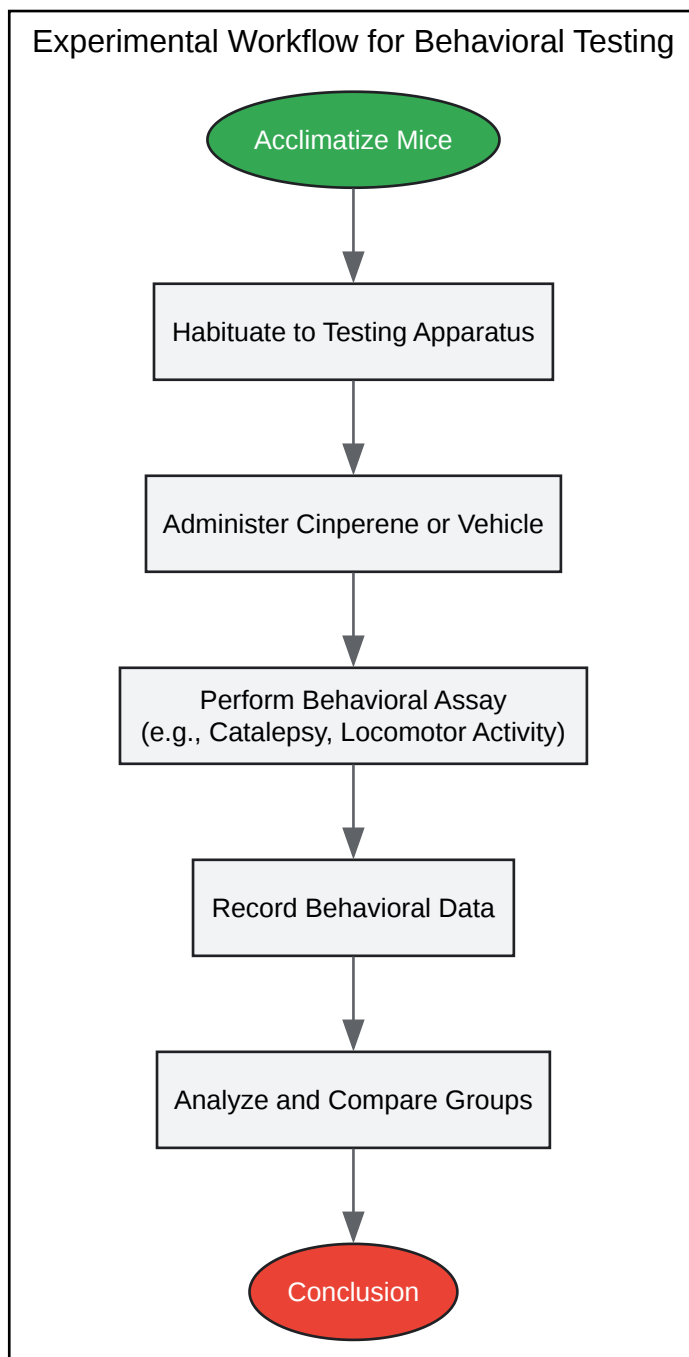 Experimental Workflow for Behavioral Testing
Acclimatize Mice
Habituate to Testing Apparatus
Administer Cinperene or Vehicle
Perform Behavioral Assay
(e.g., Catalepsy, Locomotor Activity)
Record Behavioral Data
Analyze and Compare Groups
Conclusion